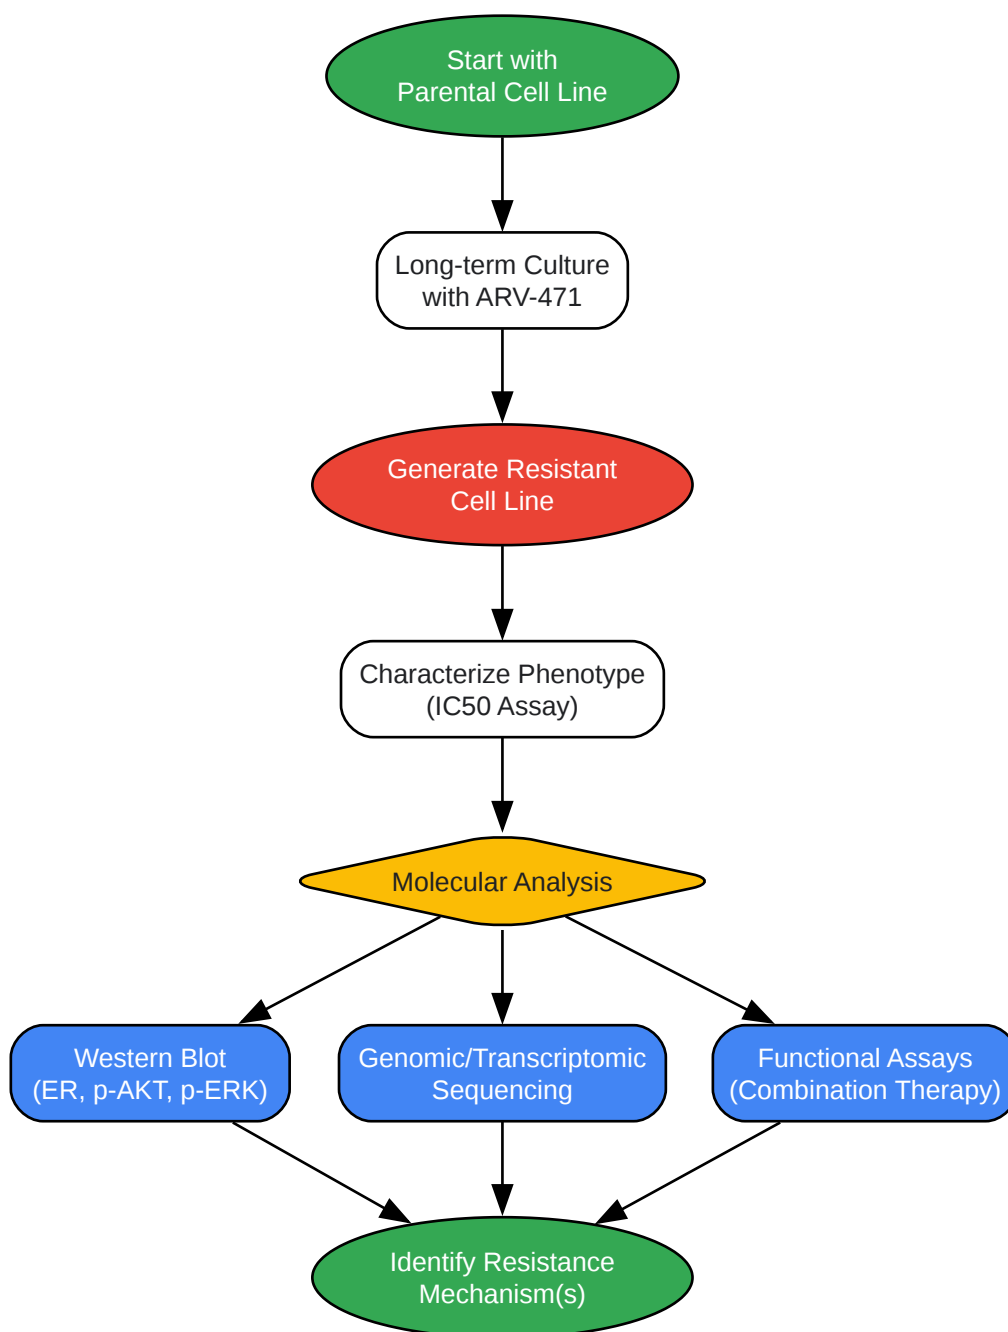 Start with
Parental Cell Line
Long-term Culture
with ARV-471
Generate Resistant
Cell Line
Characterize Phenotype
(IC50 Assay)
Molecular Analysis
Western Blot
(ER, p-AKT, p-ERK)
Genomic/Transcriptomic
Sequencing
Functional Assays
(Combination Therapy)
Identify Resistance
Mechanism(s)